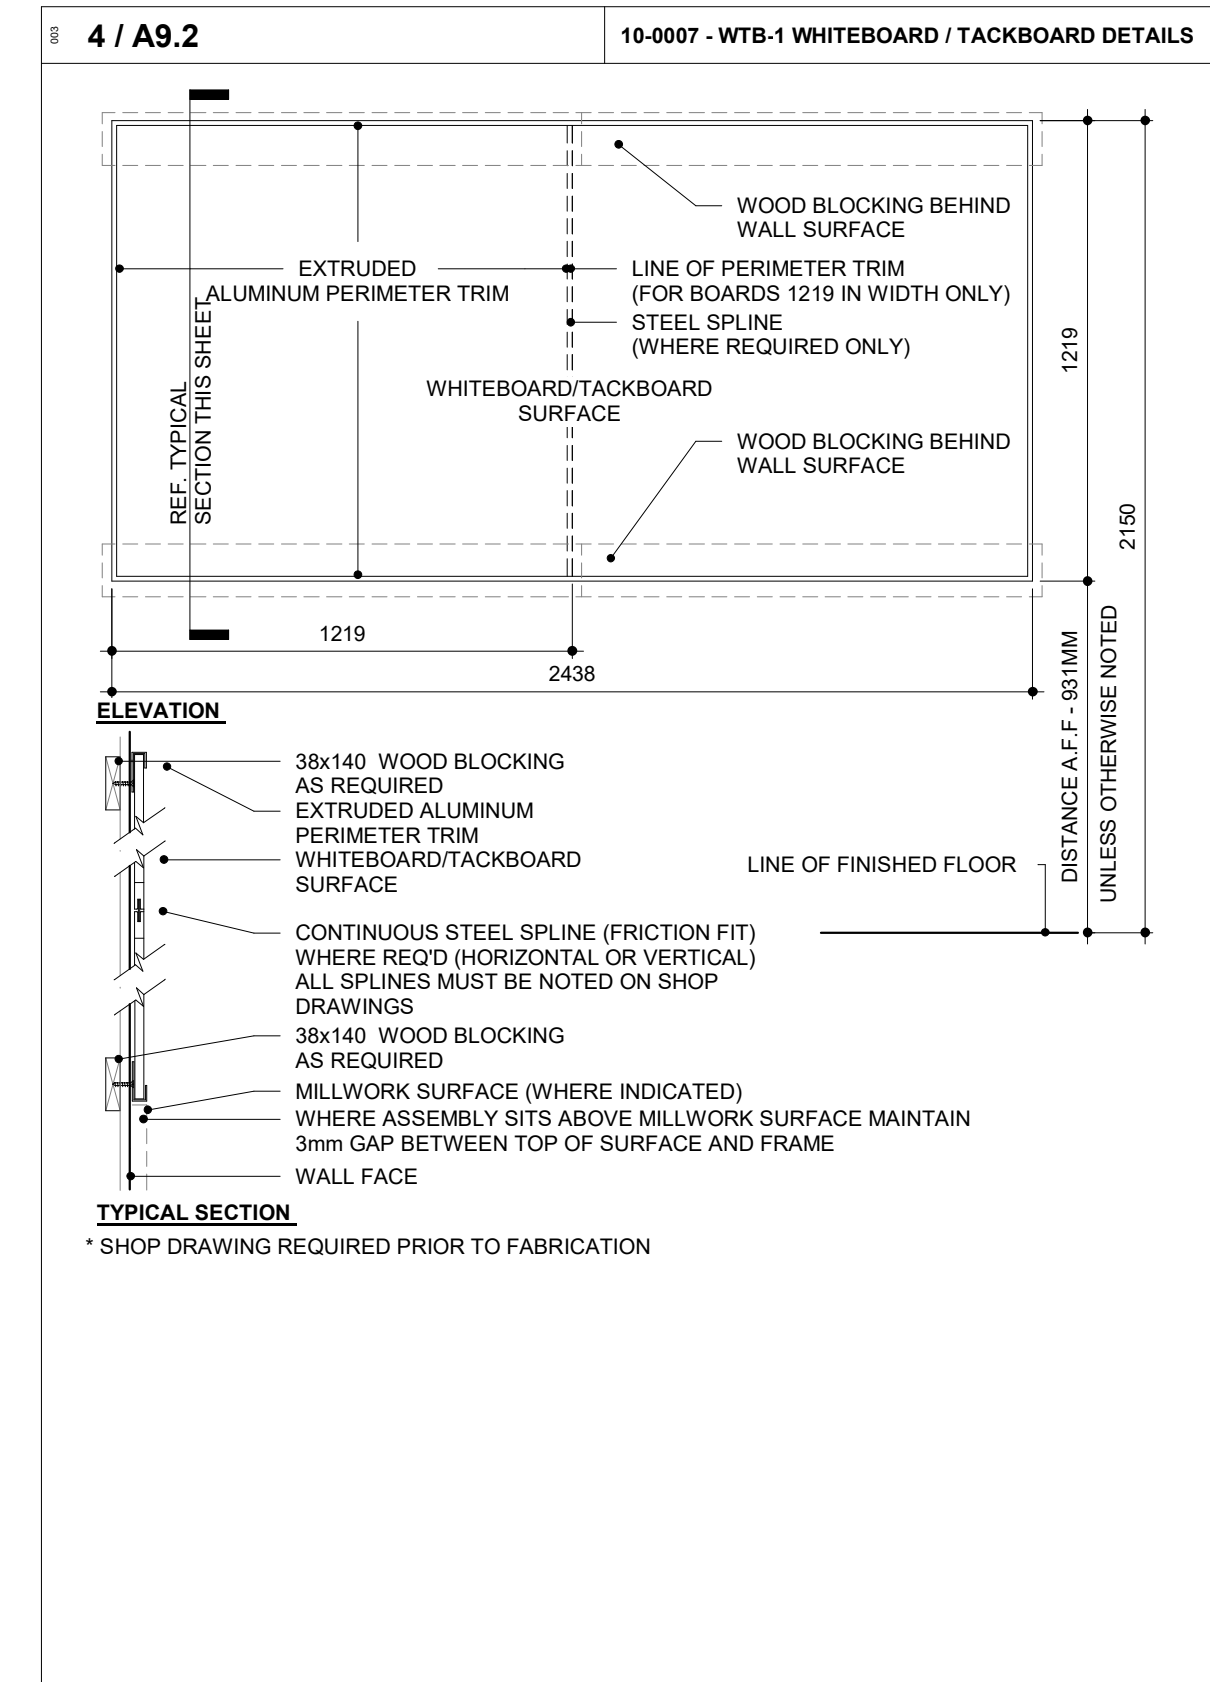 003
4 / A9.2
10-0007 - WTB-1 WHITEBOARD / TACKBOARD DETAILS
WOOD BLOCKING BEHIND
WALL SURFACE
EXTRUDED
ALUMINUM PERIMETER TRIM
LINE OF PERIMETER TRIM
(FOR BOARDS 1219 IN WIDTH ONLY)
STEEL SPLINE
(WHERE REQUIRED ONLY)
REF. TYPICAL
SECTION THIS SHEET
WHITEBOARD/TACKBOARD
SURFACE
WOOD BLOCKING BEHIND
WALL SURFACE
1219
2150
1219
2438
DISTANCE A.F.F - 931MM
UNLESS OTHERWISE NOTED
ELEVATION
38x140 WOOD BLOCKING
AS REQUIRED
EXTRUDED ALUMINUM
PERIMETER TRIM
WHITEBOARD/TACKBOARD
SURFACE
LINE OF FINISHED FLOOR
CONTINUOUS STEEL SPLINE (FRICTION FIT)
WHERE REQ'D (HORIZONTAL OR VERTICAL)
ALL SPLINES MUST BE NOTED ON SHOP
DRAWINGS
38x140 WOOD BLOCKING
AS REQUIRED
MILLWORK SURFACE (WHERE INDICATED)
WHERE ASSEMBLY SITS ABOVE MILLWORK SURFACE MAINTAIN
3mm GAP BETWEEN TOP OF SURFACE AND FRAME
WALL FACE
TYPICAL SECTION
* SHOP DRAWING REQUIRED PRIOR TO FABRICATION